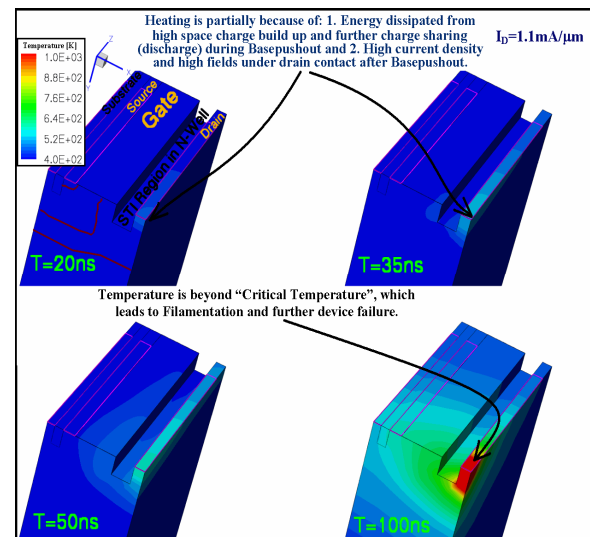 Heating is partially because of: 1. Energy dissipated from
high space charge build up and further charge sharing
(discharge) during Basepushout and 2. High current density
and high fields under drain contact after Basepushout.
I_D=1.1mA/μm
Temperature [K]
1.0E+03
8.8E+02
7.6E+02
6.4E+02
5.2E+02
4.0E+02
X
Y
Z
Substrate
Source
Gate
STI Region in N-Well
Drain
T=20ns
T=35ns
Temperature is beyond “Critical Temperature”, which
leads to Filamentation and further device failure.
T=50ns
T=100ns